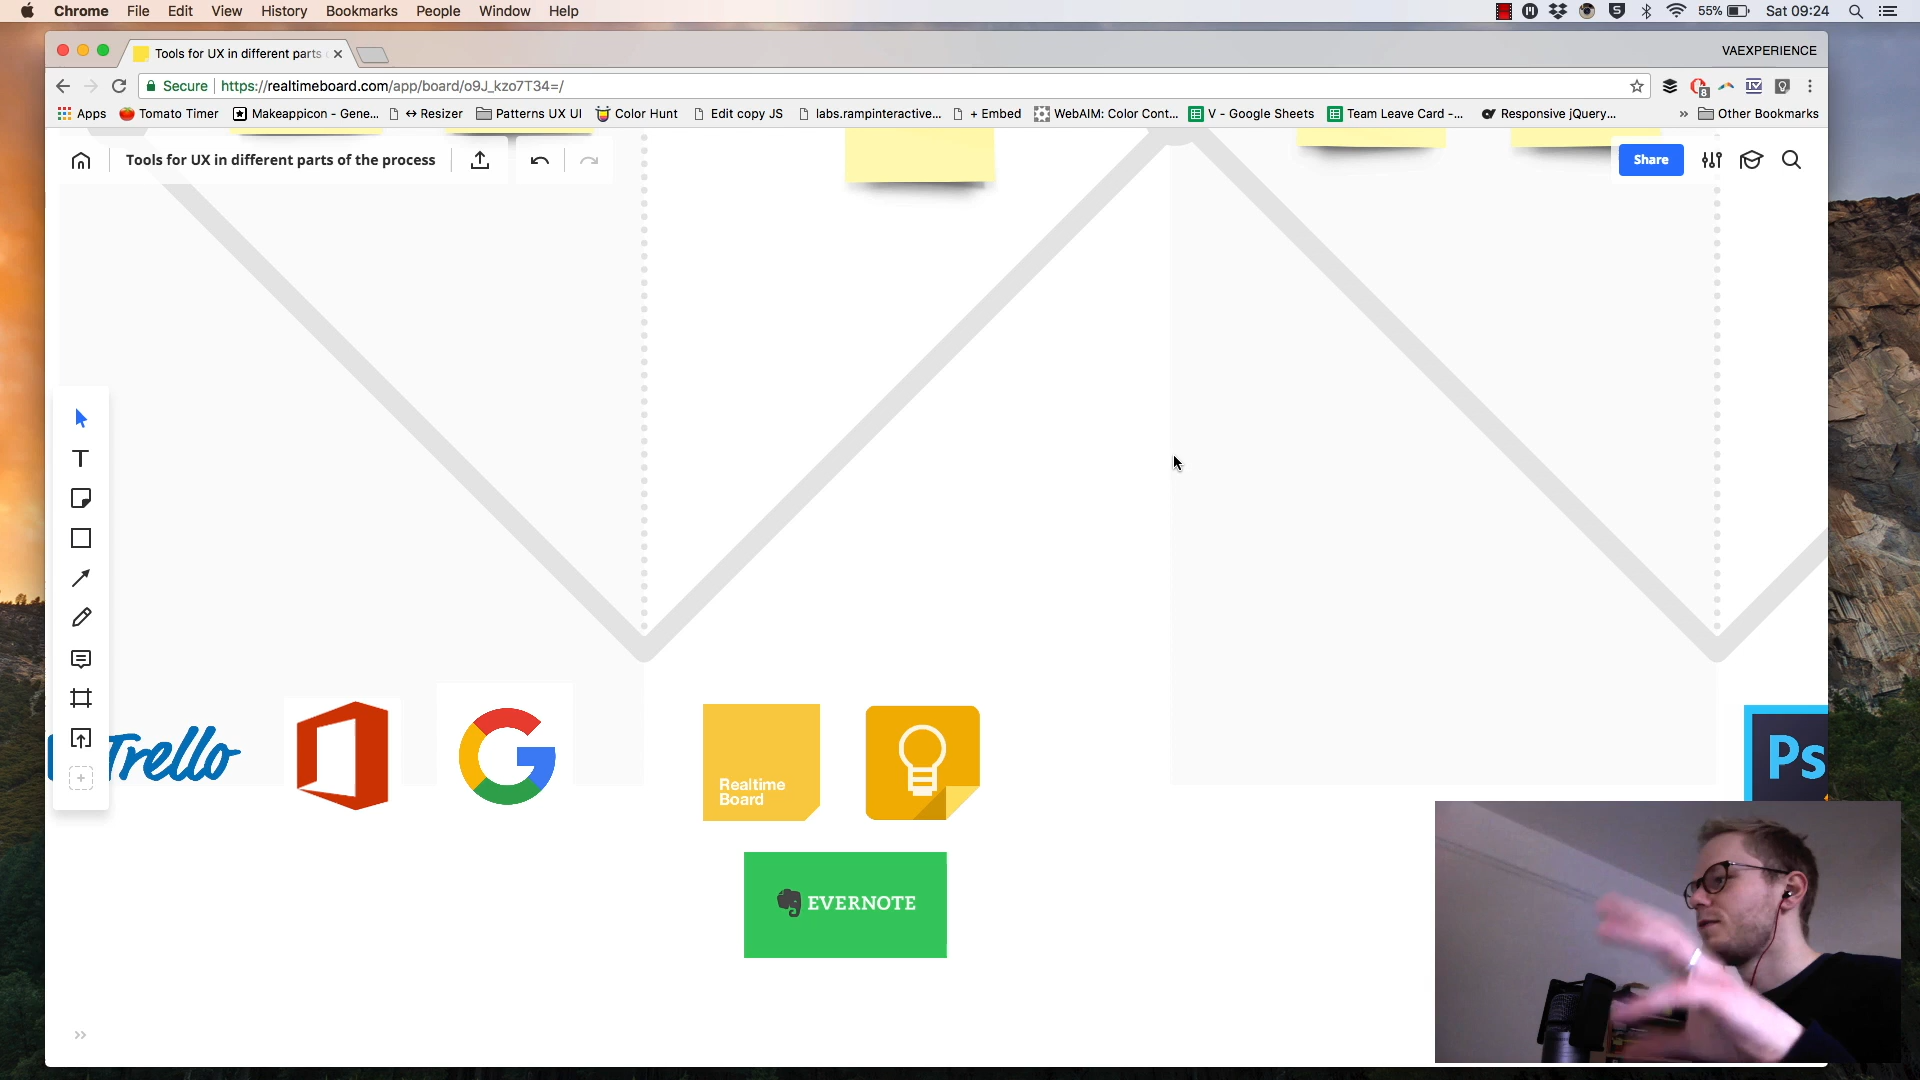 Chrome File Edit View History Bookmarks People Window Help
55% Sat 09:24
Tools for UX in different parts
VAEXPERIENCE
Secure https://realtimeboard.com/app/board/o9J_kzo7T34=/
8
Apps Tomato Timer Makeappicon - Gene... ↔ Resizer Patterns UX UI Color Hunt Edit copy JS labs.rampinteractive... + Embed WebAIM: Color Cont... V - Google Sheets Team Leave Card -... Responsive jQuery... » Other Bookmarks
Tools for UX in different parts of the process
Share
Trello
Realtime
Board
Ps
EVERNOTE